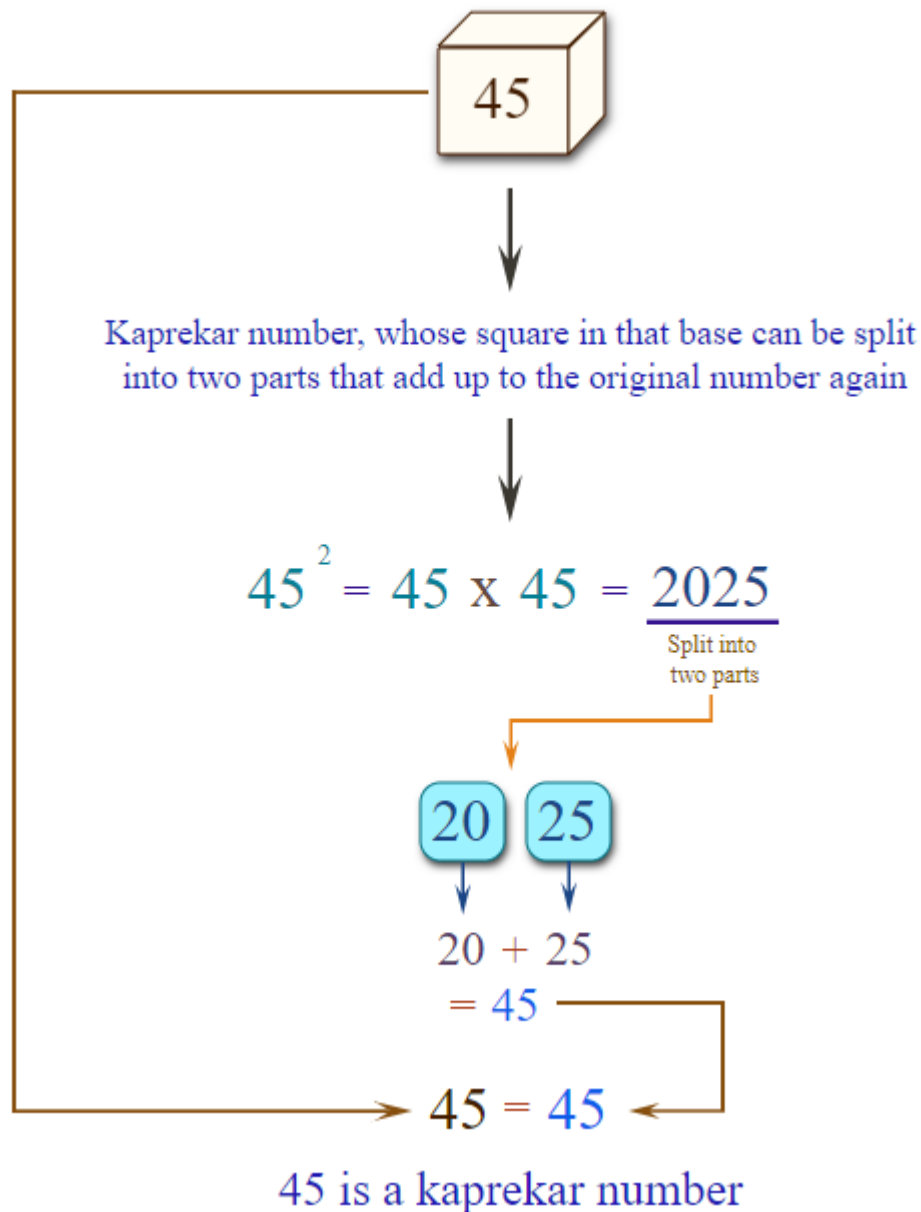 45
Kaprekar number, whose square in that base can be split
into two parts that add up to the original number again
45² = 45 x 45 = 2025
Split into
two parts
20 25
20 + 25
= 45
45 = 45
45 is a kaprekar number